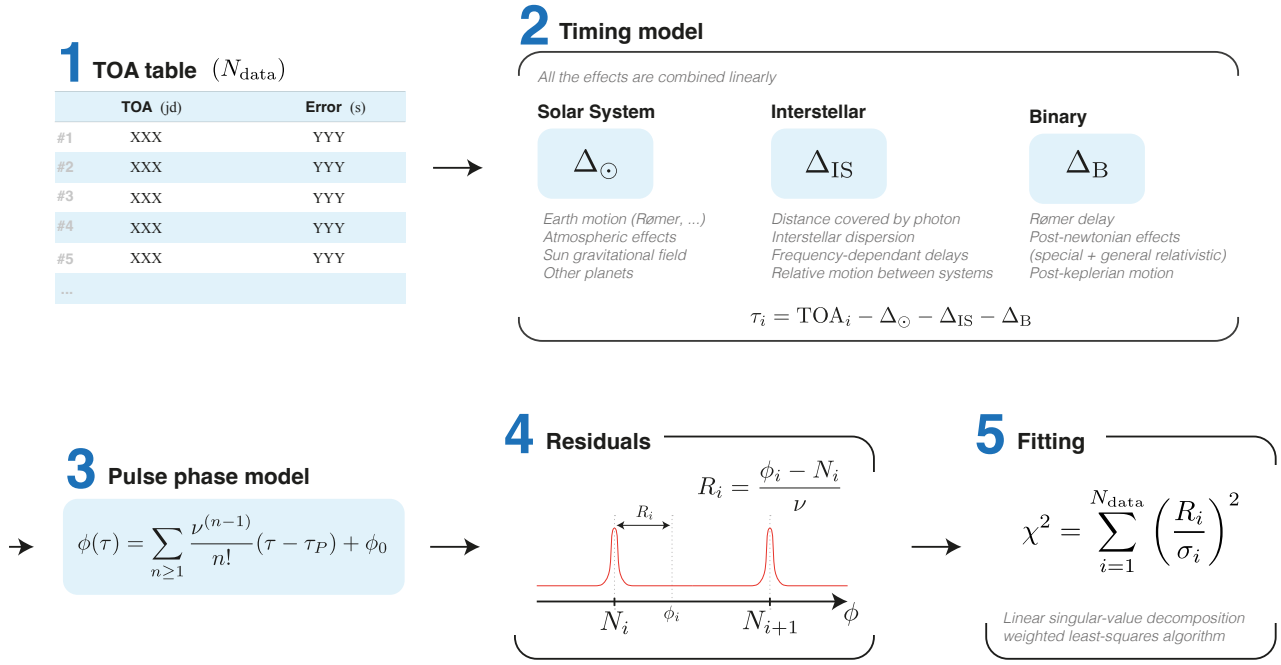 1 TOA table (N_data)
TOA (jd) Error (s)
#1 XXX YYY
#2 XXX YYY
#3 XXX YYY
#4 XXX YYY
#5 XXX YYY
...
2 Timing model
All the effects are combined linearly
Solar System
Δ_⊙
Earth motion (Rømer, ...)
Atmospheric effects
Sun gravitational field
Other planets
Interstellar
Δ_IS
Distance covered by photon
Interstellar dispersion
Frequency-dependant delays
Relative motion between systems
Binary
Δ_B
Rømer delay
Post-newtonian effects
(special + general relativistic)
Post-keplerian motion
τ_i = TOA_i − Δ_⊙ − Δ_IS − Δ_B
3 Pulse phase model
φ(τ) = ∑_{n≥1} ν^{(n−1)}/n! (τ − τ_P) + φ_0
4 Residuals
R_i = (φ_i − N_i)/ν
R_i
N_i φ_i N_{i+1} φ
5 Fitting
χ² = ∑_{i=1}^{N_data} (R_i/σ_i)²
Linear singular-value decomposition
weighted least-squares algorithm